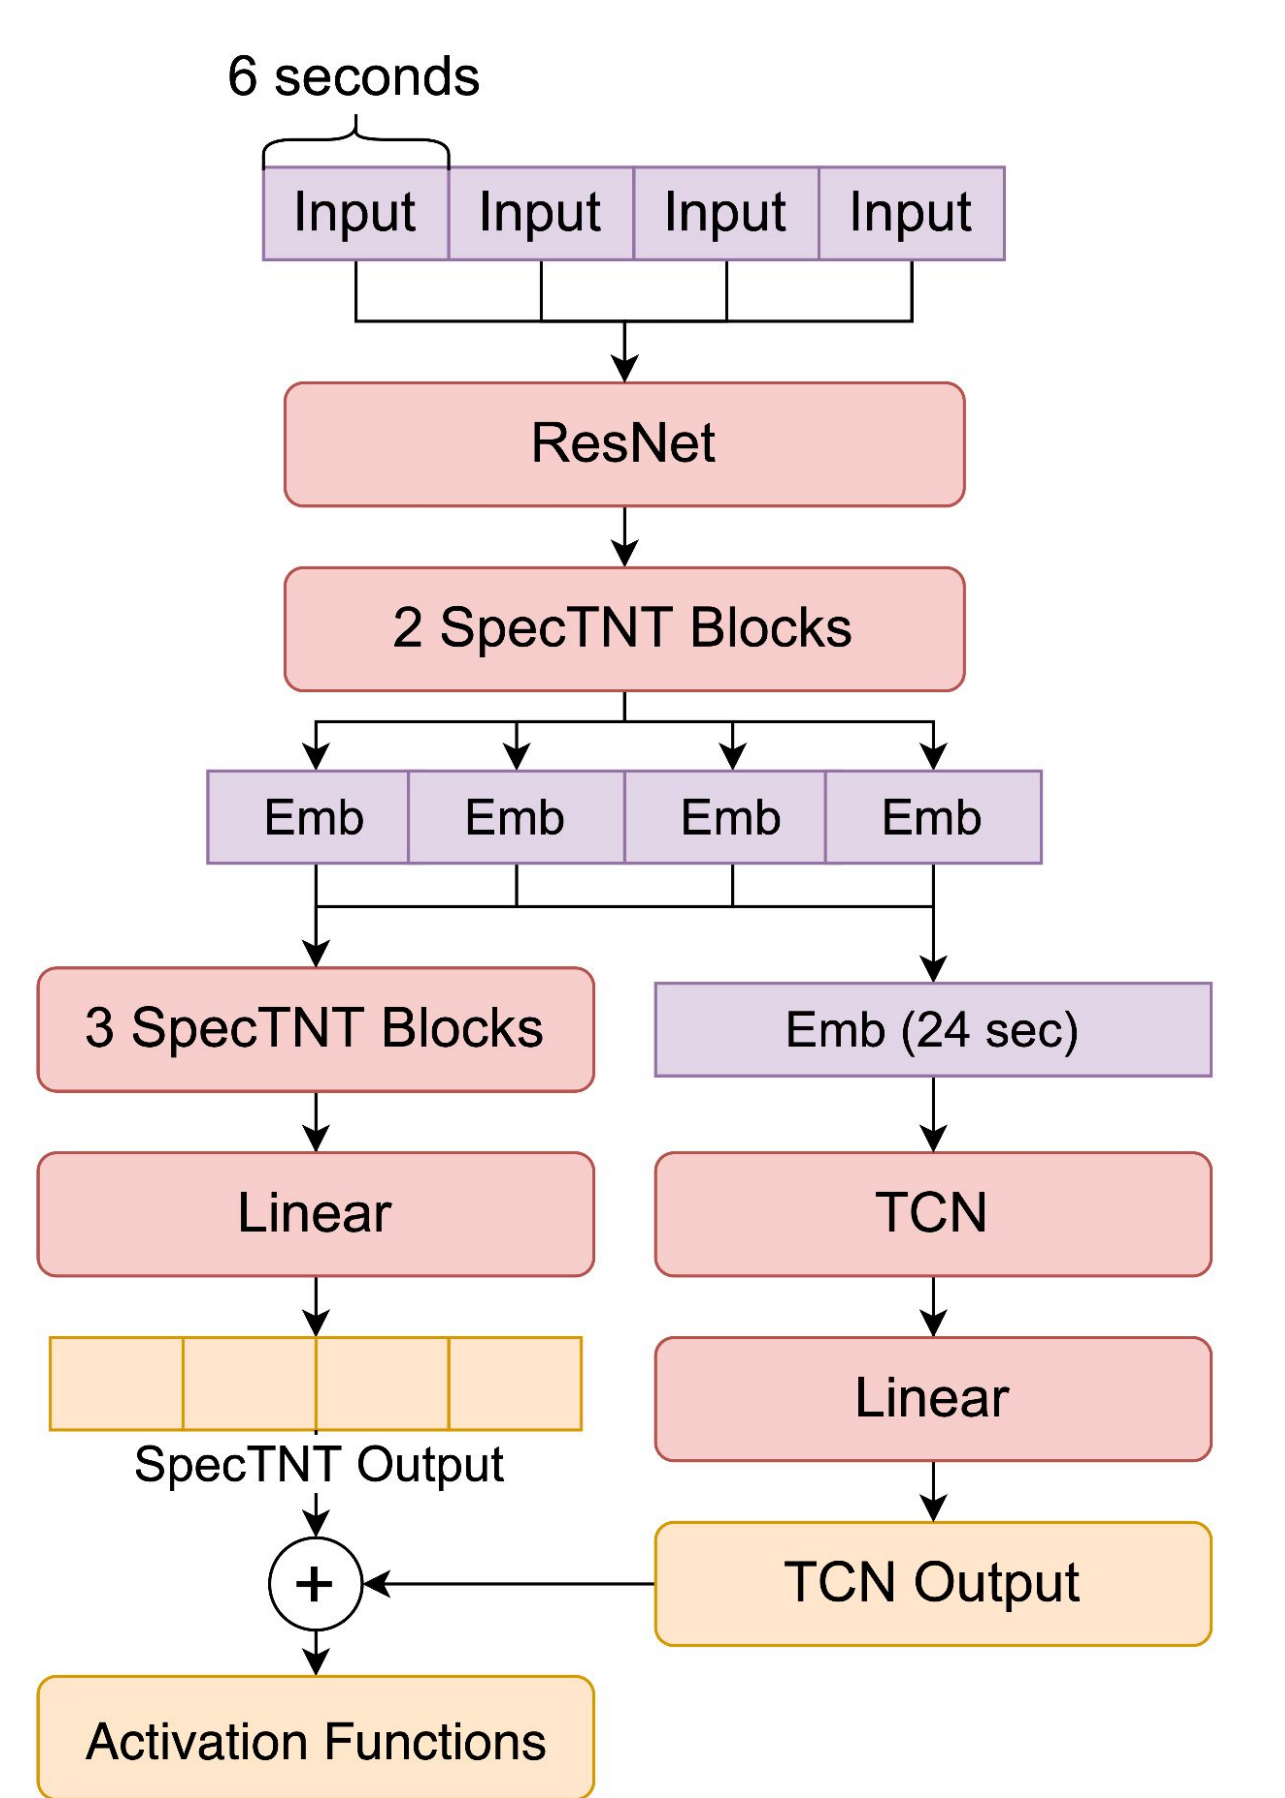 6 seconds
Input Input Input Input
ResNet
2 SpecTNT Blocks
Emb Emb Emb Emb
3 SpecTNT Blocks
Emb (24 sec)
Linear
TCN
Linear
SpecTNT Output
+
TCN Output
Activation Functions